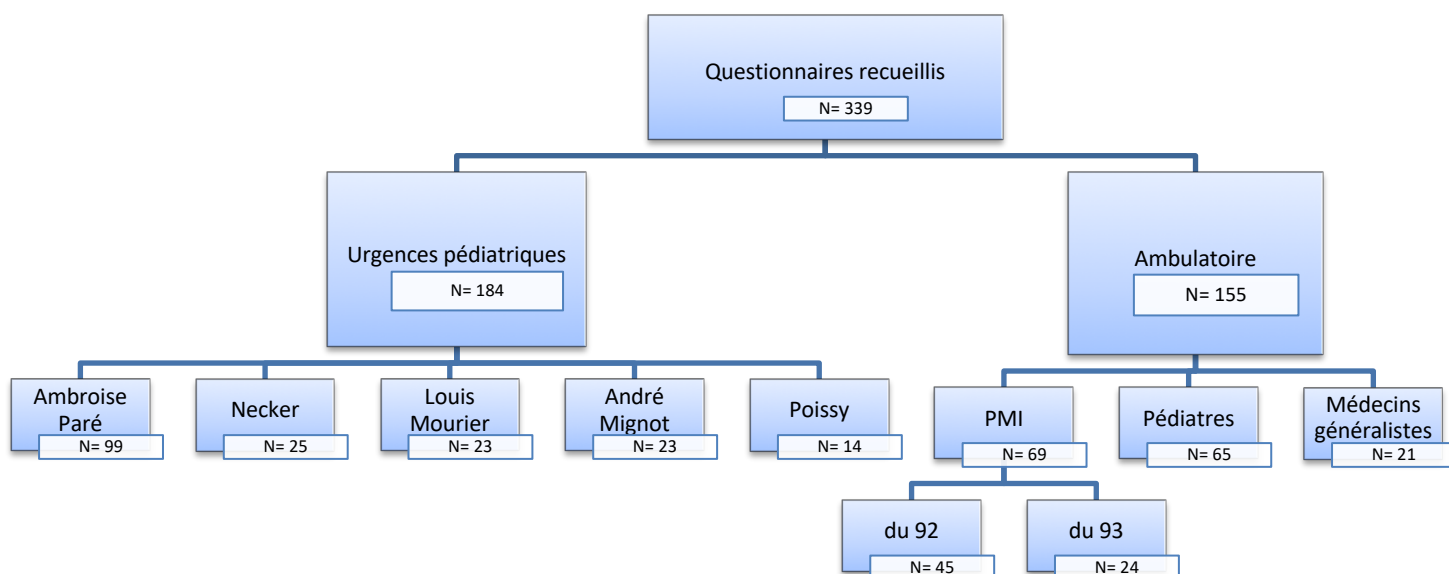 Questionnaires recueillis
N= 339
Urgences pédiatriques
N= 184
Ambulatoire
N= 155
Ambroise
Paré
N= 99
Necker
N= 25
Louis
Mourier
N= 23
André
Mignot
N= 23
Poissy
N= 14
PMI
N= 69
Pédiatres
N= 65
Médecins
généralistes
N= 21
du 92
N= 45
du 93
N= 24